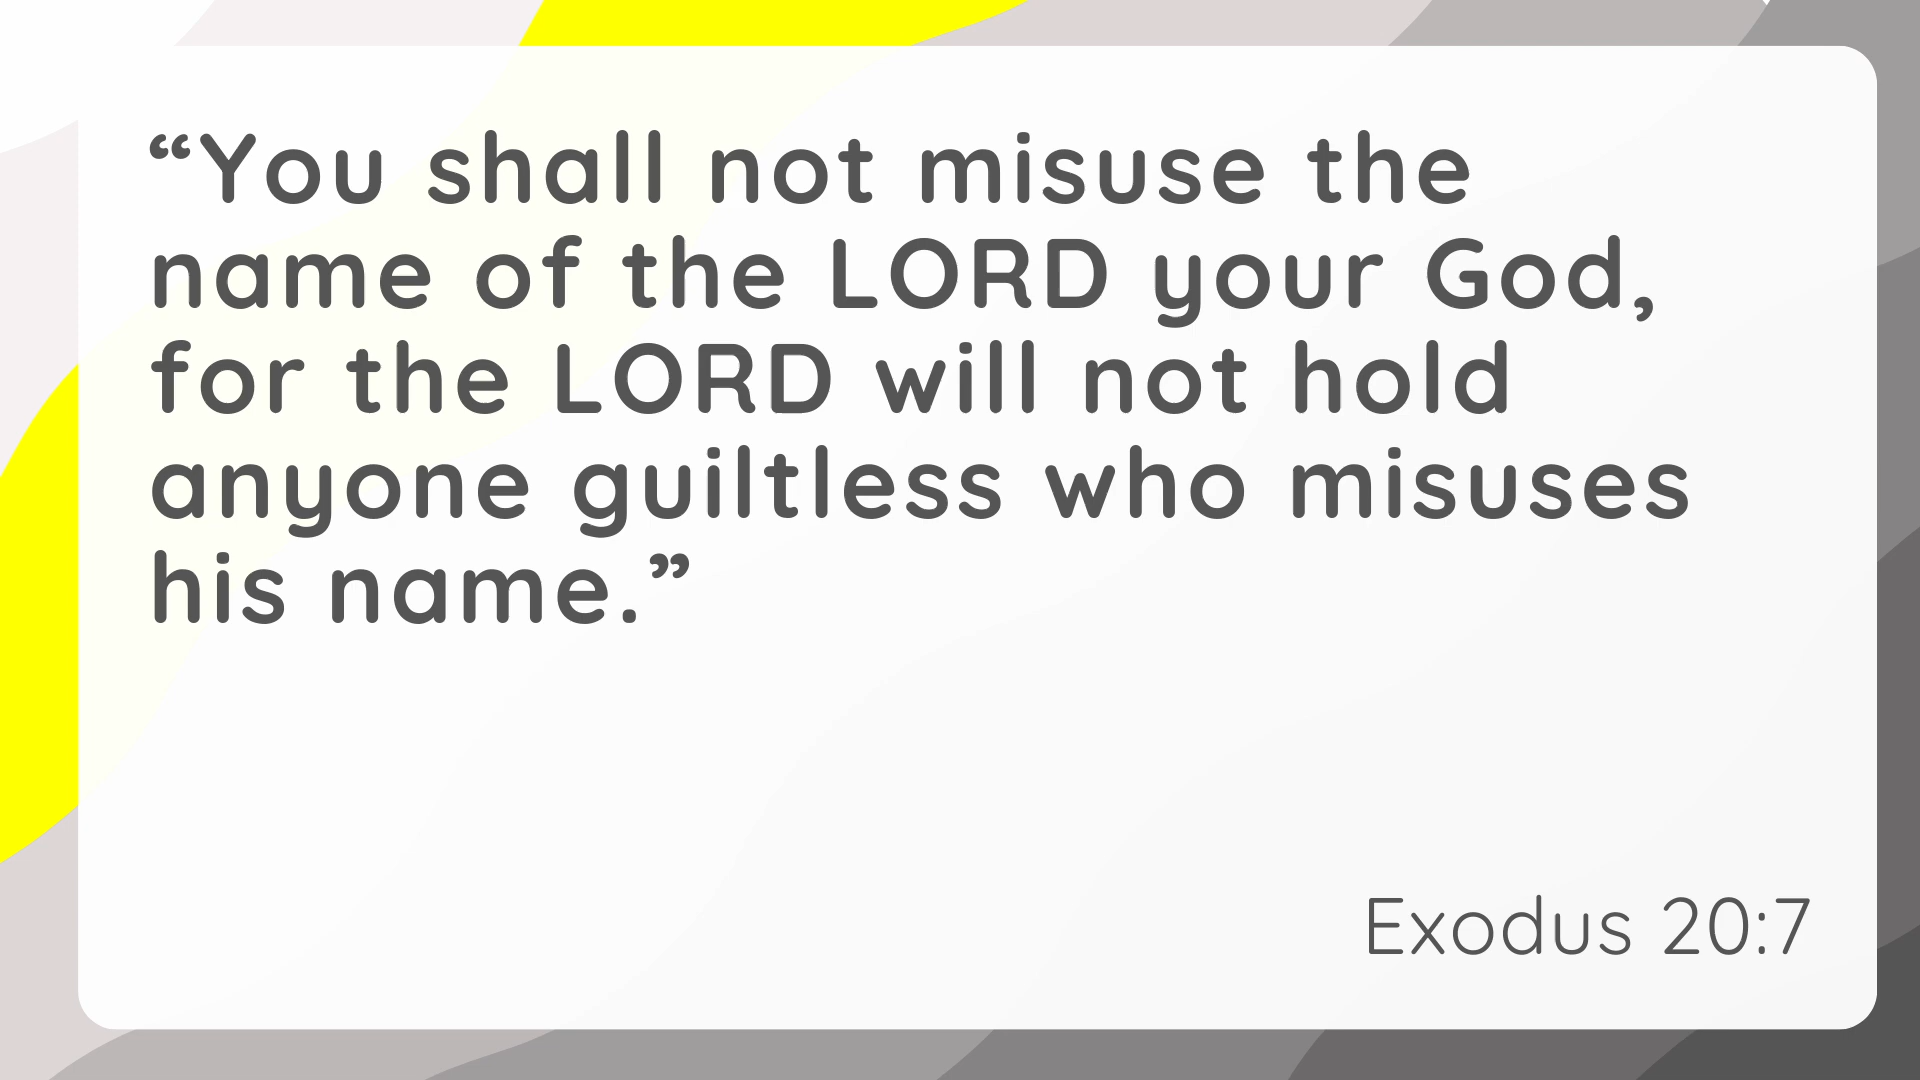 “You shall not misuse the
name of the LORD your God,
for the LORD will not hold
anyone guiltless who misuses
his name.”
Exodus 20:7